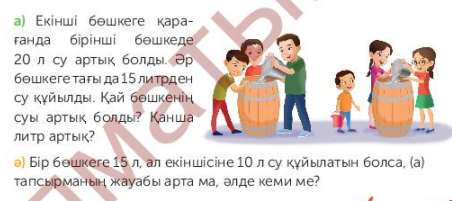 а) Екінші бөшкеге қара-
ғанда бірінші бөшкеде
20 л су артық болды. Әр
бөшкеге тағы да 15 литрден
су құйылды. Қай бөшкенің
суы артық болды? Қанша
литр артық?
ә) Бір бөшкеге 15 л, ал екіншісіне 10 л су құйылатын болса, (а)
тапсырманың жауабы арта ма, әлде кеми ме?